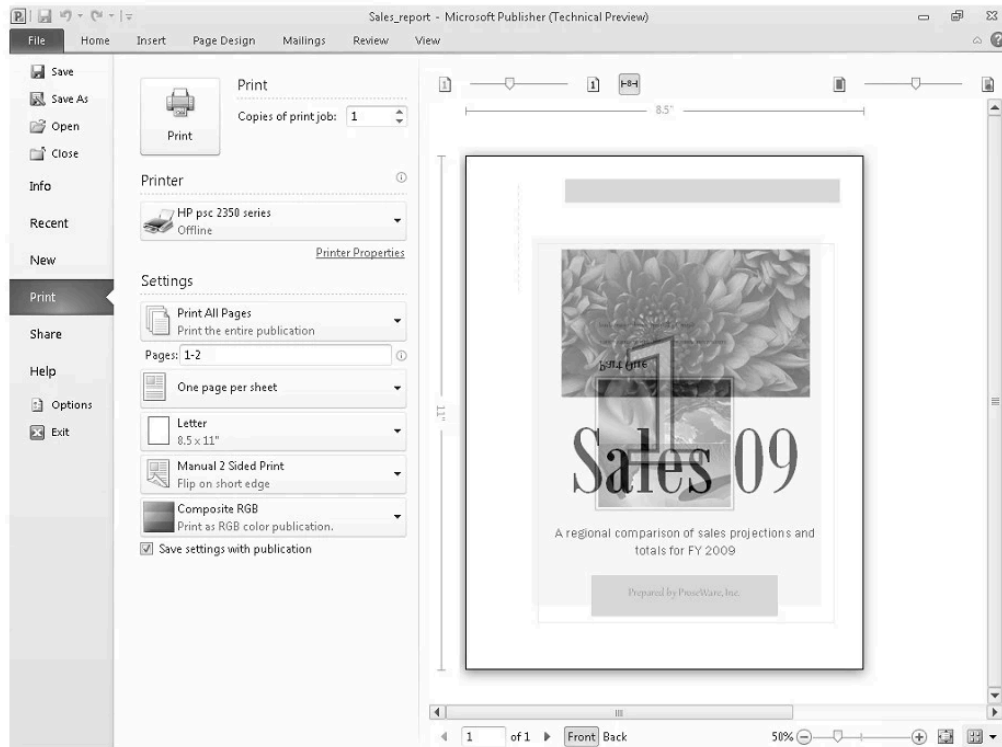 Sales_report - Microsoft Publisher (Technical Preview)
File Home Insert Page Design Mailings Review View
Save
Save As
Open
Close
Info
Recent
New
Print
Share
Help
Options
Exit
Print
Print
Copies of print job: 1
Printer
HP psc 2350 series
Offline
Printer Properties
Settings
Print All Pages
Print the entire publication
Pages: 1-2
One page per sheet
Letter
8.5 x 11"
Manual 2 Sided Print
Flip on short edge
Composite RGB
Print as RGB color publication.
Save settings with publication
1 1
8.5"
11"
Part One
1
Sales 09
A regional comparison of sales projections and
totals for FY 2009
Prepared by ProseWare, Inc.
1 of 1 Front Back 50%